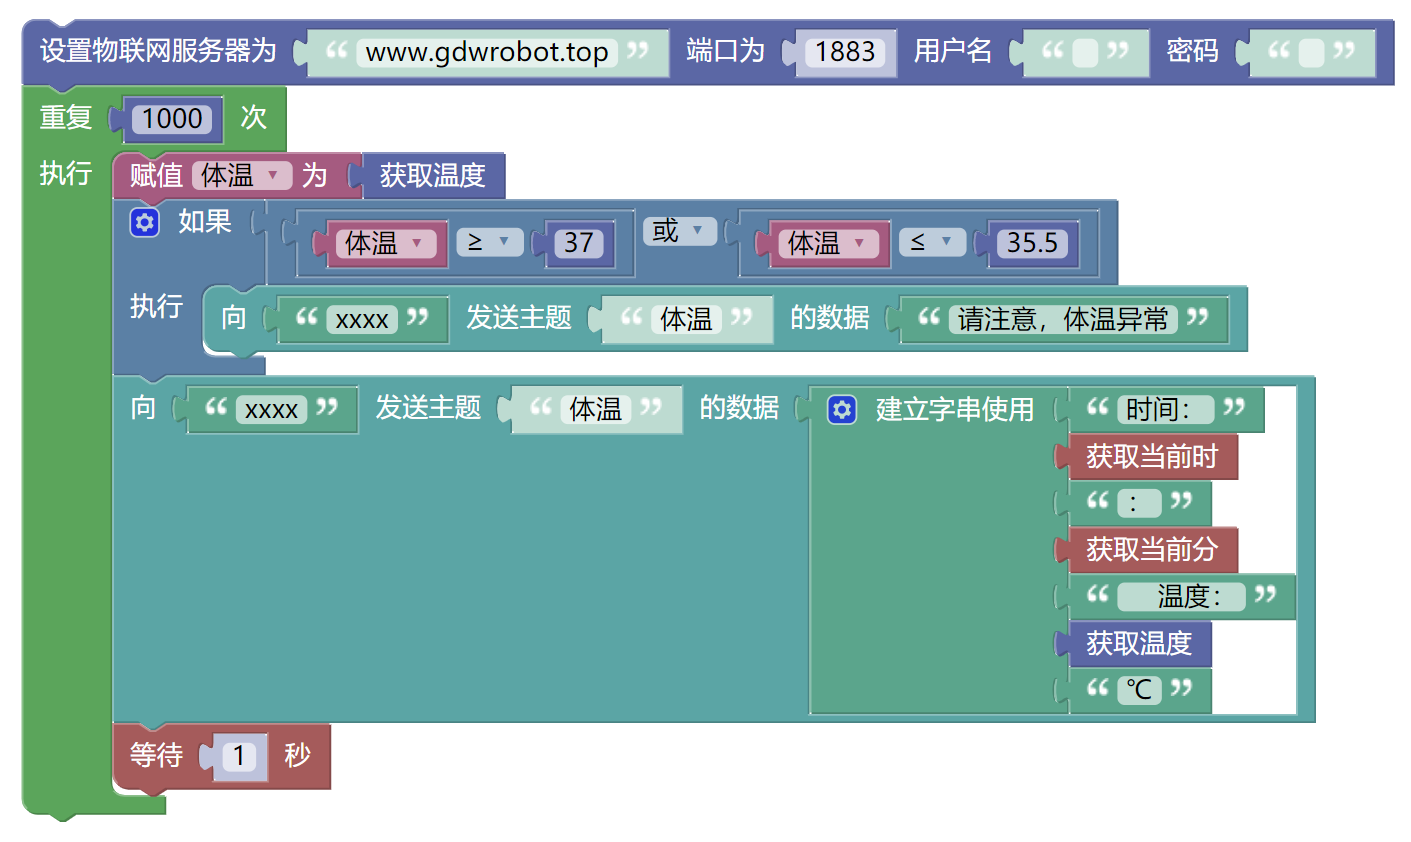 设置物联网服务器为 “ www.gdwrobot.top ” 端口为 1883 用户名 “ ” 密码 “ ”
重复 1000 次
执行 赋值 体温 为 获取温度
如果 体温 ≥ 37 或 体温 ≤ 35.5
执行 向 “ xxxx ” 发送主题 “ 体温 ” 的数据 “ 请注意，体温异常 ”
向 “ xxxx ” 发送主题 “ 体温 ” 的数据 建立字串使用 “ 时间： ”
获取当前时
“ ： ”
获取当前分
“ 温度： ”
获取温度
“ ℃ ”
等待 1 秒